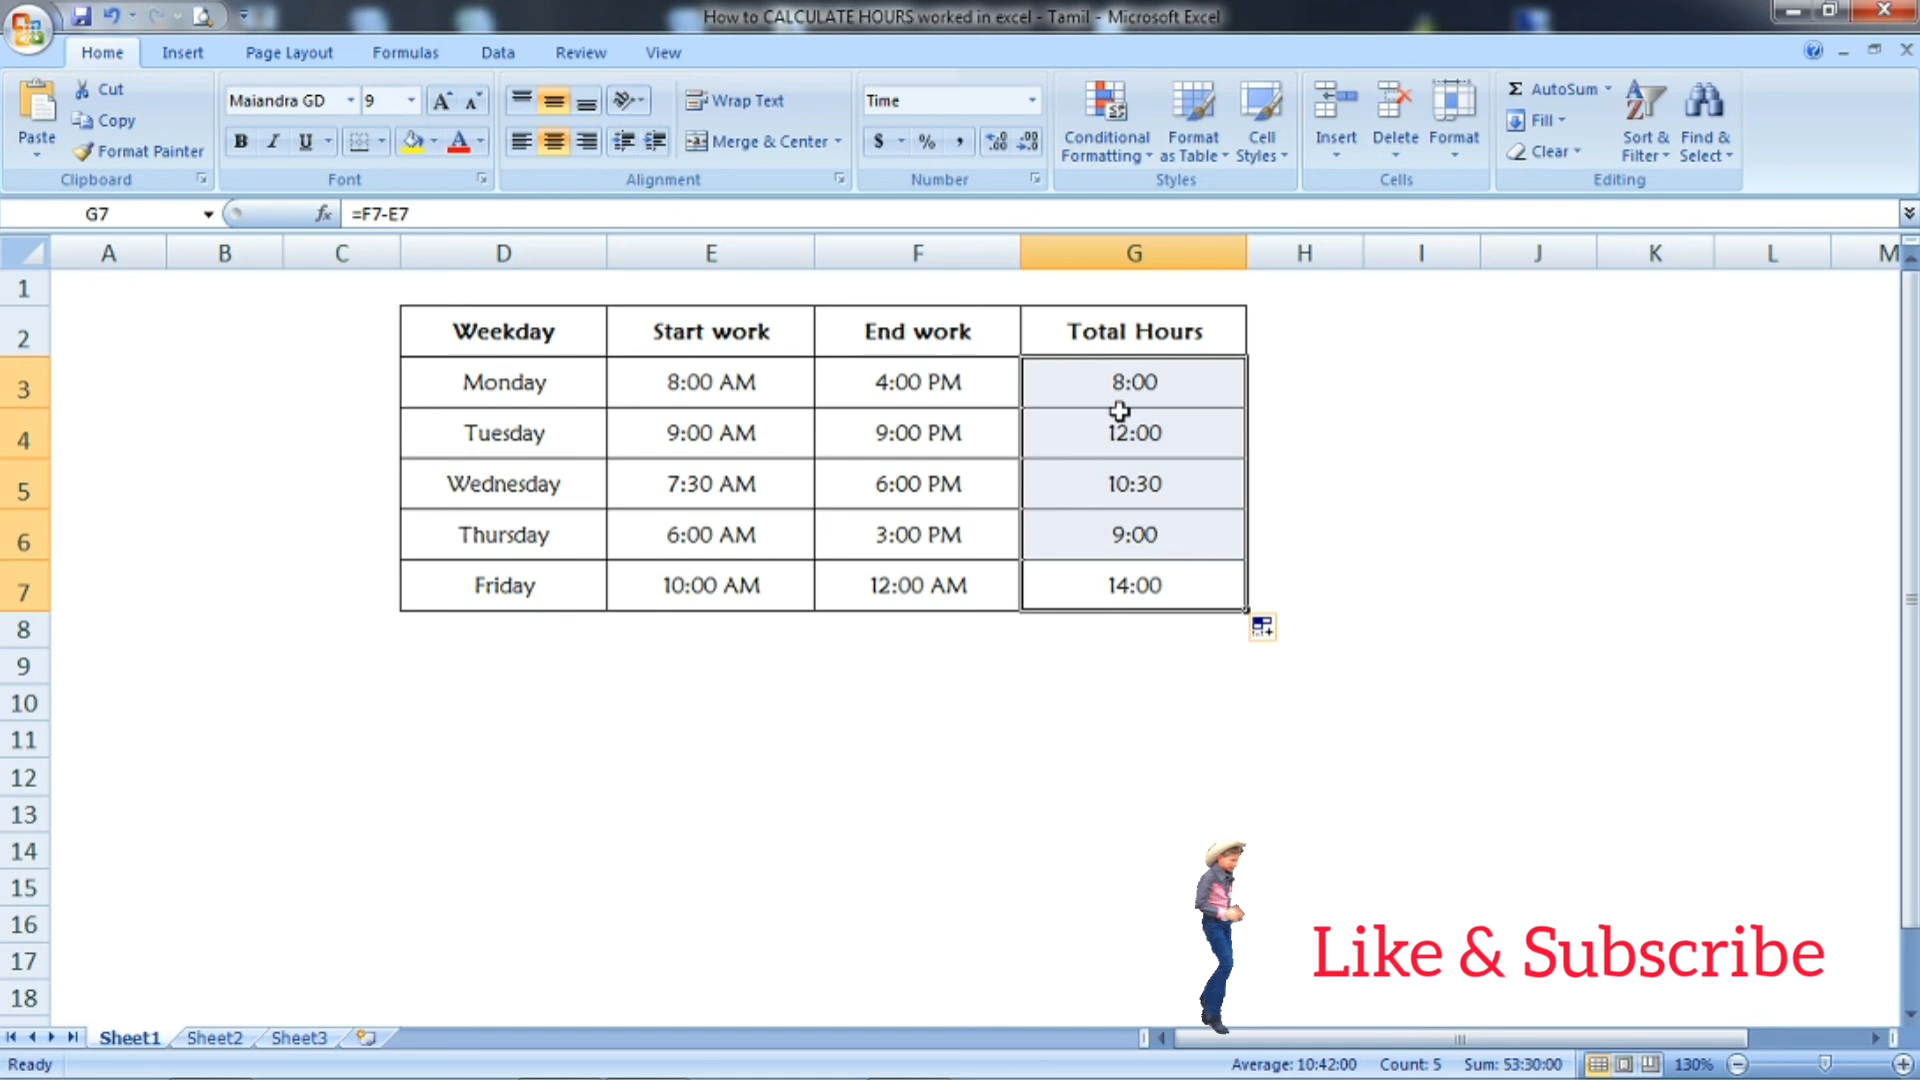 How to CALCULATE HOURS worked in excel - Tamil - Microsoft Excel
Home Insert Page Layout Formulas Data Review View
Paste Cut Copy Format Painter Clipboard
Maiandra GD 9 A A B I U A Font
Wrap Text Merge & Center Alignment
Time $ % , .00 Number
Conditional Formatting Format as Table Cell Styles Styles
Insert Delete Format Cells
Σ AutoSum Fill Clear Sort & Filter Find & Select Editing
G7 fx =F7-E7
A B C D E F G H I J K L M
1
2 Weekday Start work End work Total Hours
3 Monday 8:00 AM 4:00 PM 8:00
4 Tuesday 9:00 AM 9:00 PM 12:00
5 Wednesday 7:30 AM 6:00 PM 10:30
6 Thursday 6:00 AM 3:00 PM 9:00
7 Friday 10:00 AM 12:00 AM 14:00
8
9
10
11
12
13
14
15
16
17
18
Like & Subscribe
Sheet1 Sheet2 Sheet3
Ready Average: 10:42:00 Count: 5 Sum: 53:30:00 130%